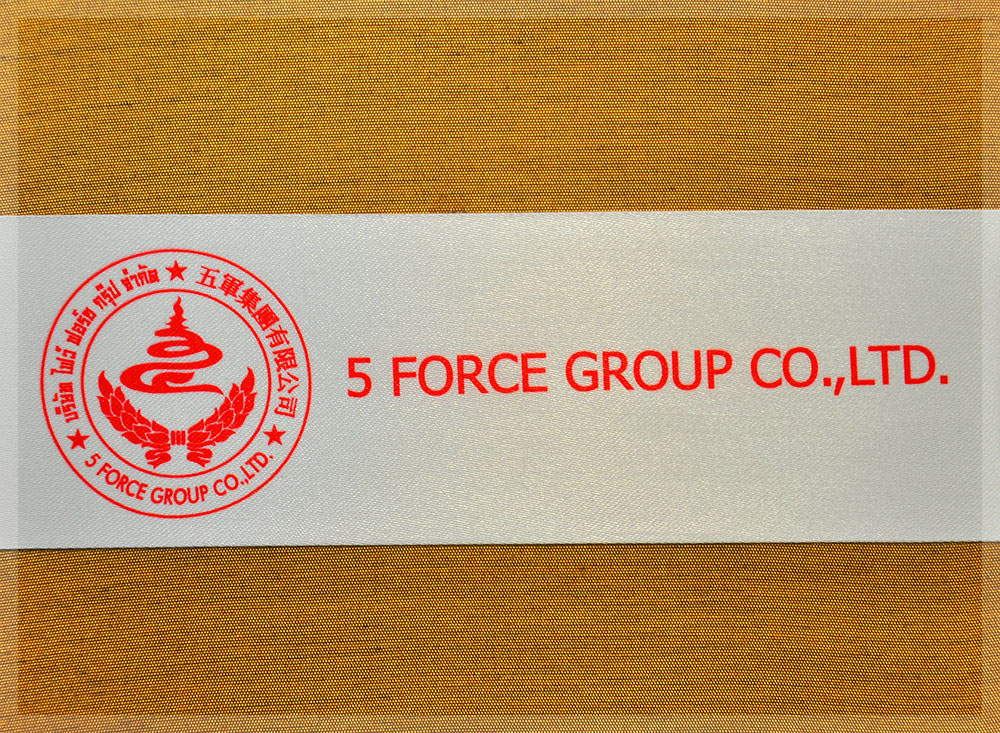 บริษัท ไฟว์ ฟอร์ซ กรุ๊ป จำกัด ★ 五軍集團有限公司 ★
★ 5 FORCE GROUP CO.,LTD.
5 FORCE GROUP CO.,LTD.